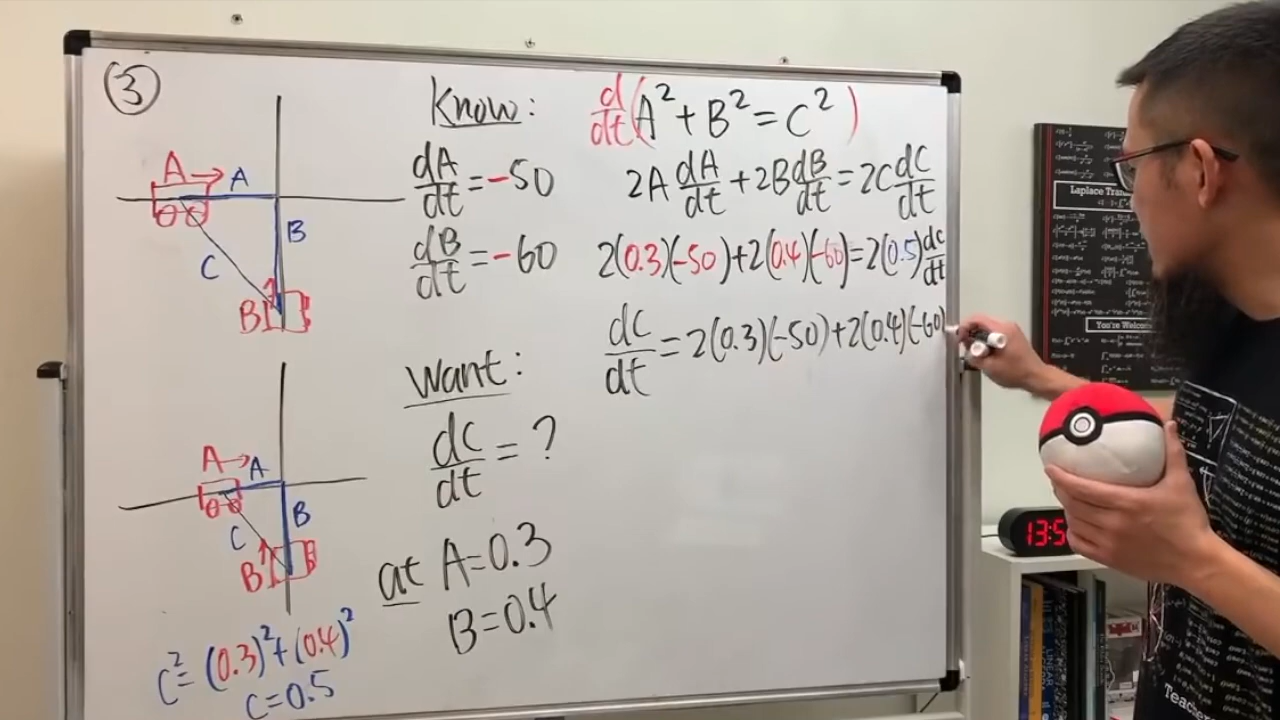 ③
A
A
B
C
B
A
A
B
C
B
C² = (0.3)² + (0.4)²
C = 0.5
Know:
dA/dt = -50
dB/dt = -60
Want:
dC/dt = ?
at A = 0.3
B = 0.4
d/dt (A² + B² = C²)
2A dA/dt + 2B dB/dt = 2C dC/dt
2(0.3)(-50) + 2(0.4)(-60) = 2(0.5) dC/dt
dC/dt = 2(0.3)(-50) + 2(0.4)(-60)
Laplace Tran
You're Welcom
13:5
Teache